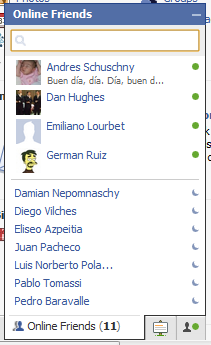 Online Friends
Andres Schuschny
Buen día, día. Día, buen d...
Dan Hughes
Emiliano Lourbet
German Ruiz
Damian Nepomnaschy
Diego Vilches
Eliseo Azpeitia
Juan Pacheco
Luis Norberto Pola...
Pablo Tomassi
Pedro Baravalle
Online Friends (11)